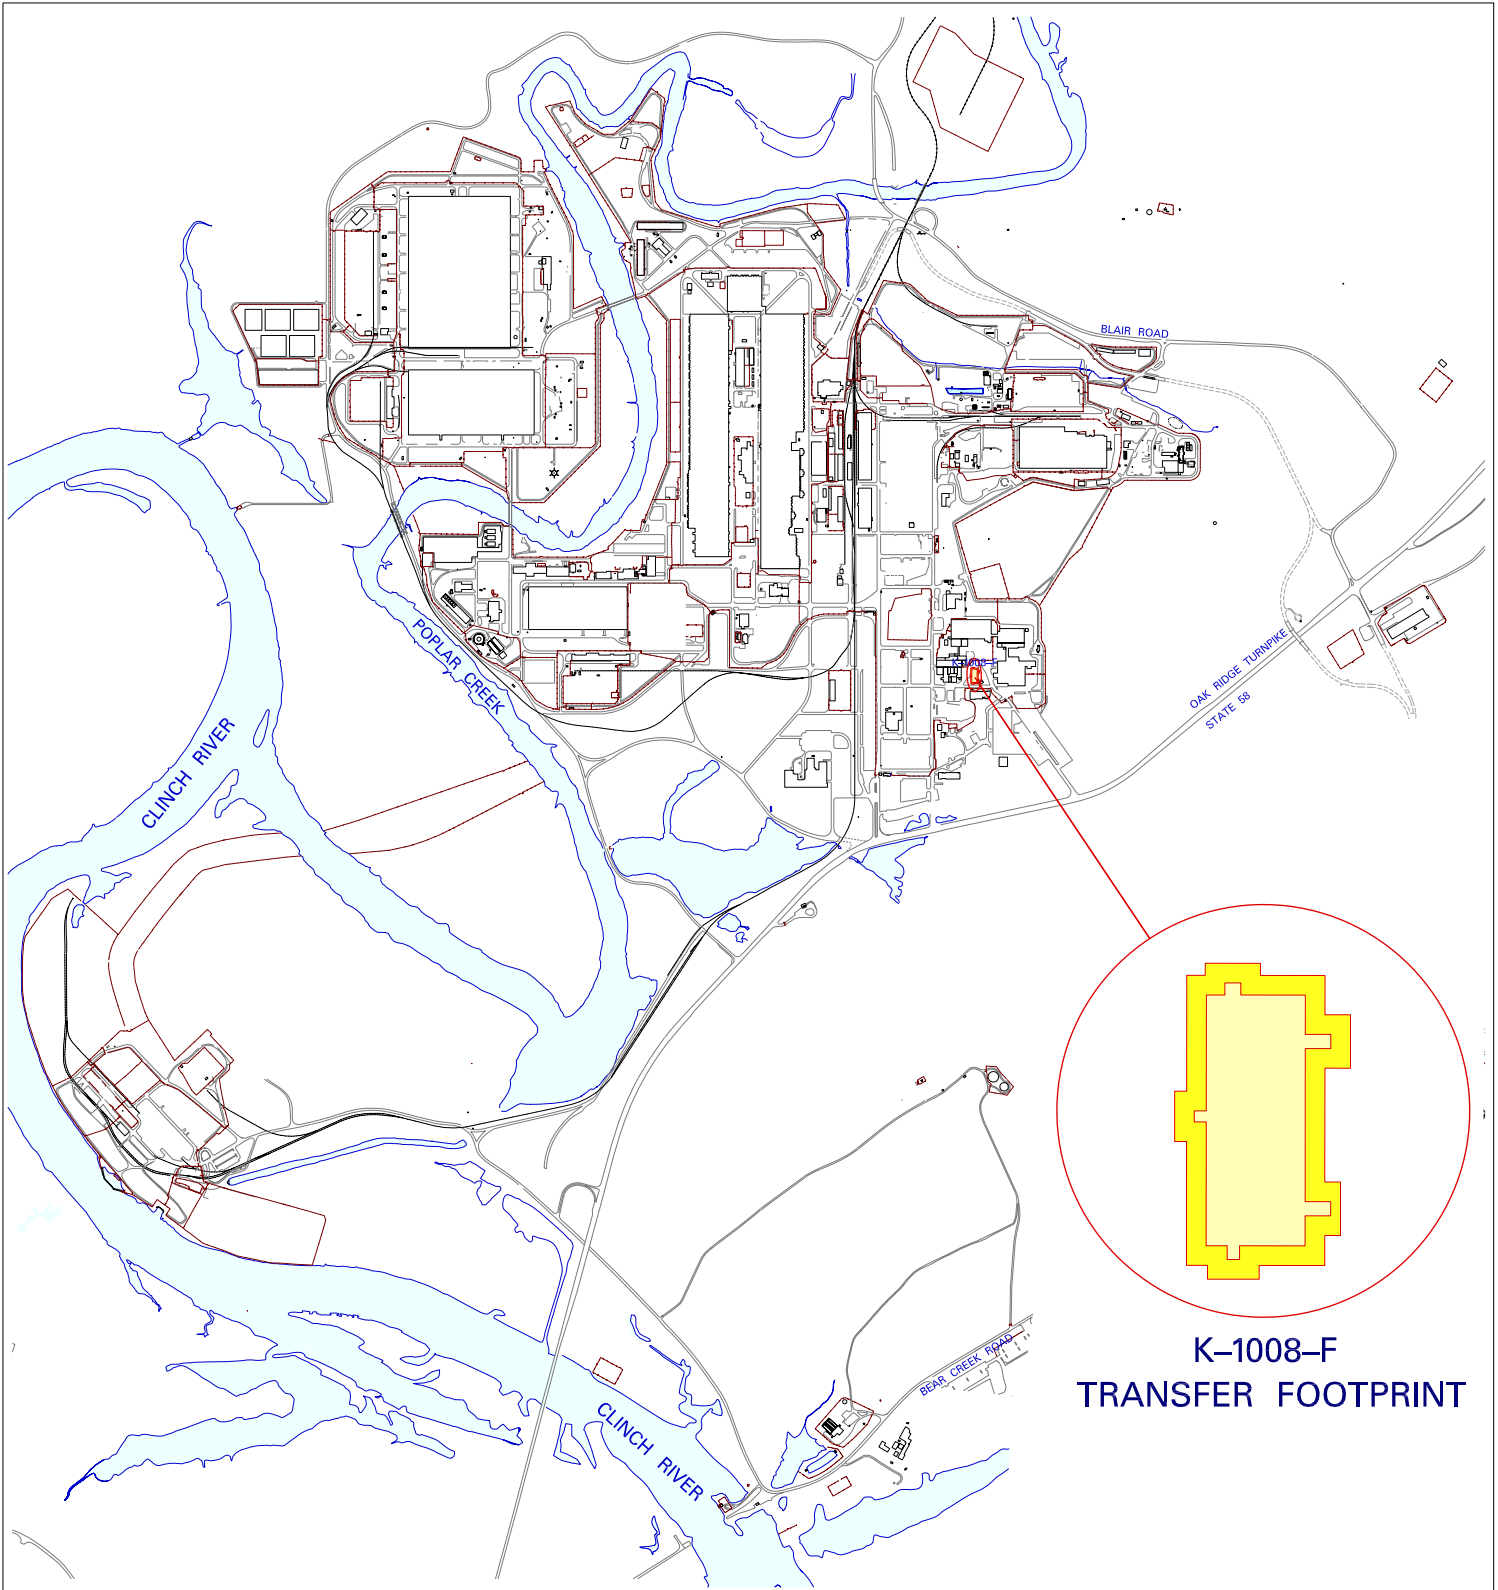 BLAIR ROAD
POPLAR CREEK
K-1008-F
OAK RIDGE TURNPIKE
STATE 58
CLINCH RIVER
K–1008–F
TRANSFER FOOTPRINT
BEAR CREEK ROAD
CLINCH RIVER